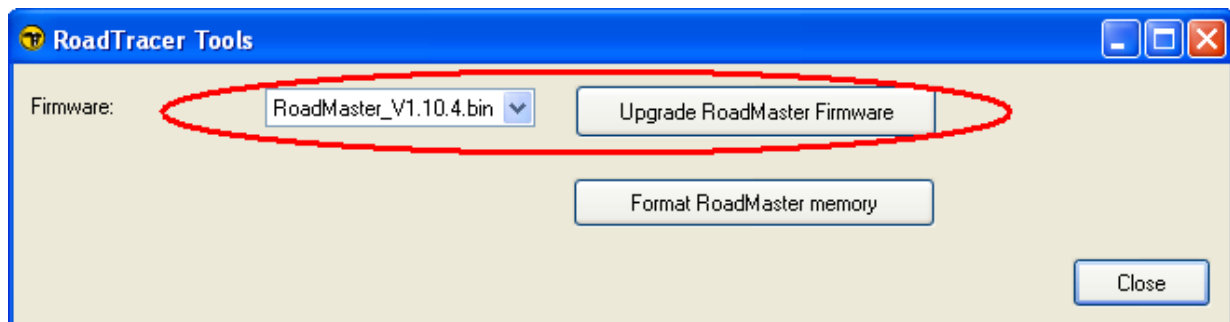 RoadTracer Tools
Firmware: RoadMaster_V1.10.4.bin Upgrade RoadMaster Firmware
Format RoadMaster memory
Close